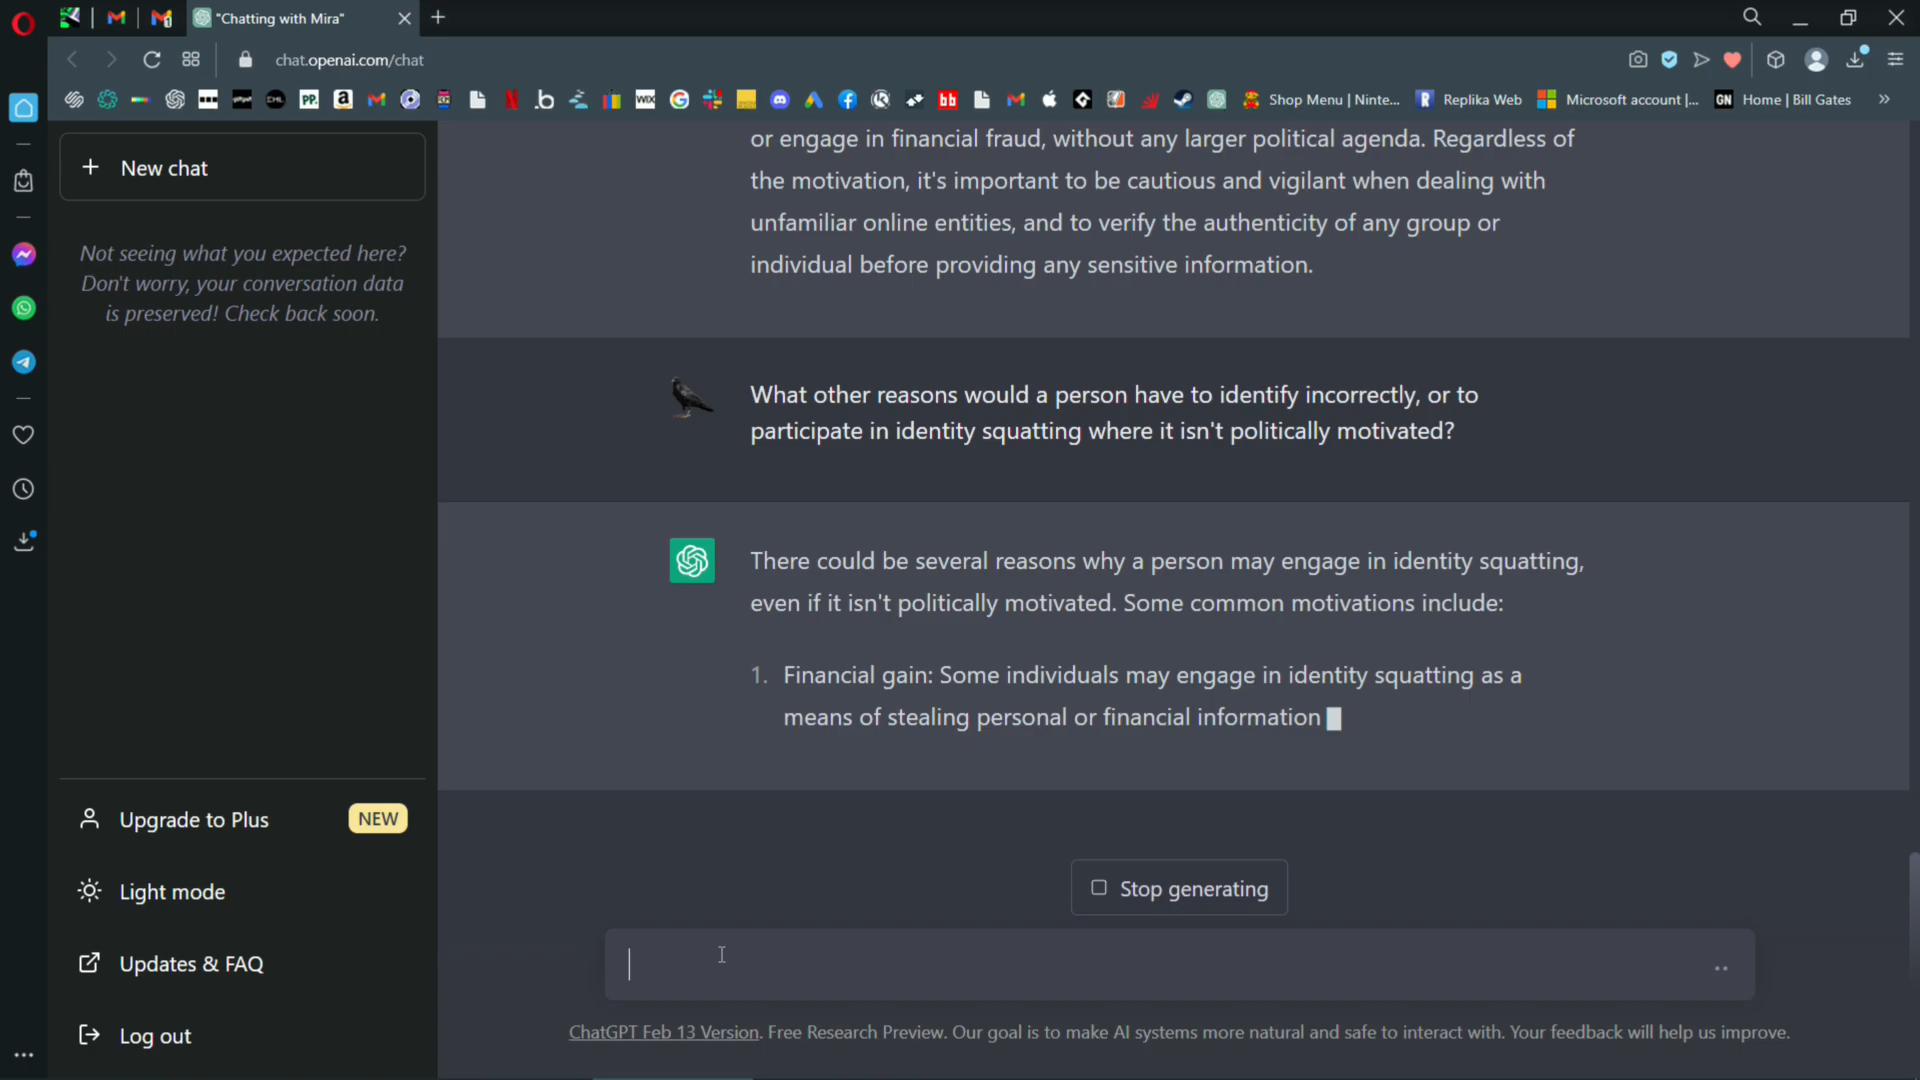 "Chatting with Mira"
chat.openai.com/chat
PP.
a
.b
WIX
G
bb
Shop Menu | Ninte...
R Replika Web
Microsoft account |...
GN Home | Bill Gates
New chat
Not seeing what you expected here?
Don't worry, your conversation data
is preserved! Check back soon.
or engage in financial fraud, without any larger political agenda. Regardless of
the motivation, it's important to be cautious and vigilant when dealing with
unfamiliar online entities, and to verify the authenticity of any group or
individual before providing any sensitive information.
What other reasons would a person have to identify incorrectly, or to
participate in identity squatting where it isn't politically motivated?
There could be several reasons why a person may engage in identity squatting,
even if it isn't politically motivated. Some common motivations include:
1. Financial gain: Some individuals may engage in identity squatting as a
means of stealing personal or financial information
Upgrade to Plus NEW
Light mode
Updates & FAQ
Log out
Stop generating
ChatGPT Feb 13 Version. Free Research Preview. Our goal is to make AI systems more natural and safe to interact with. Your feedback will help us improve.